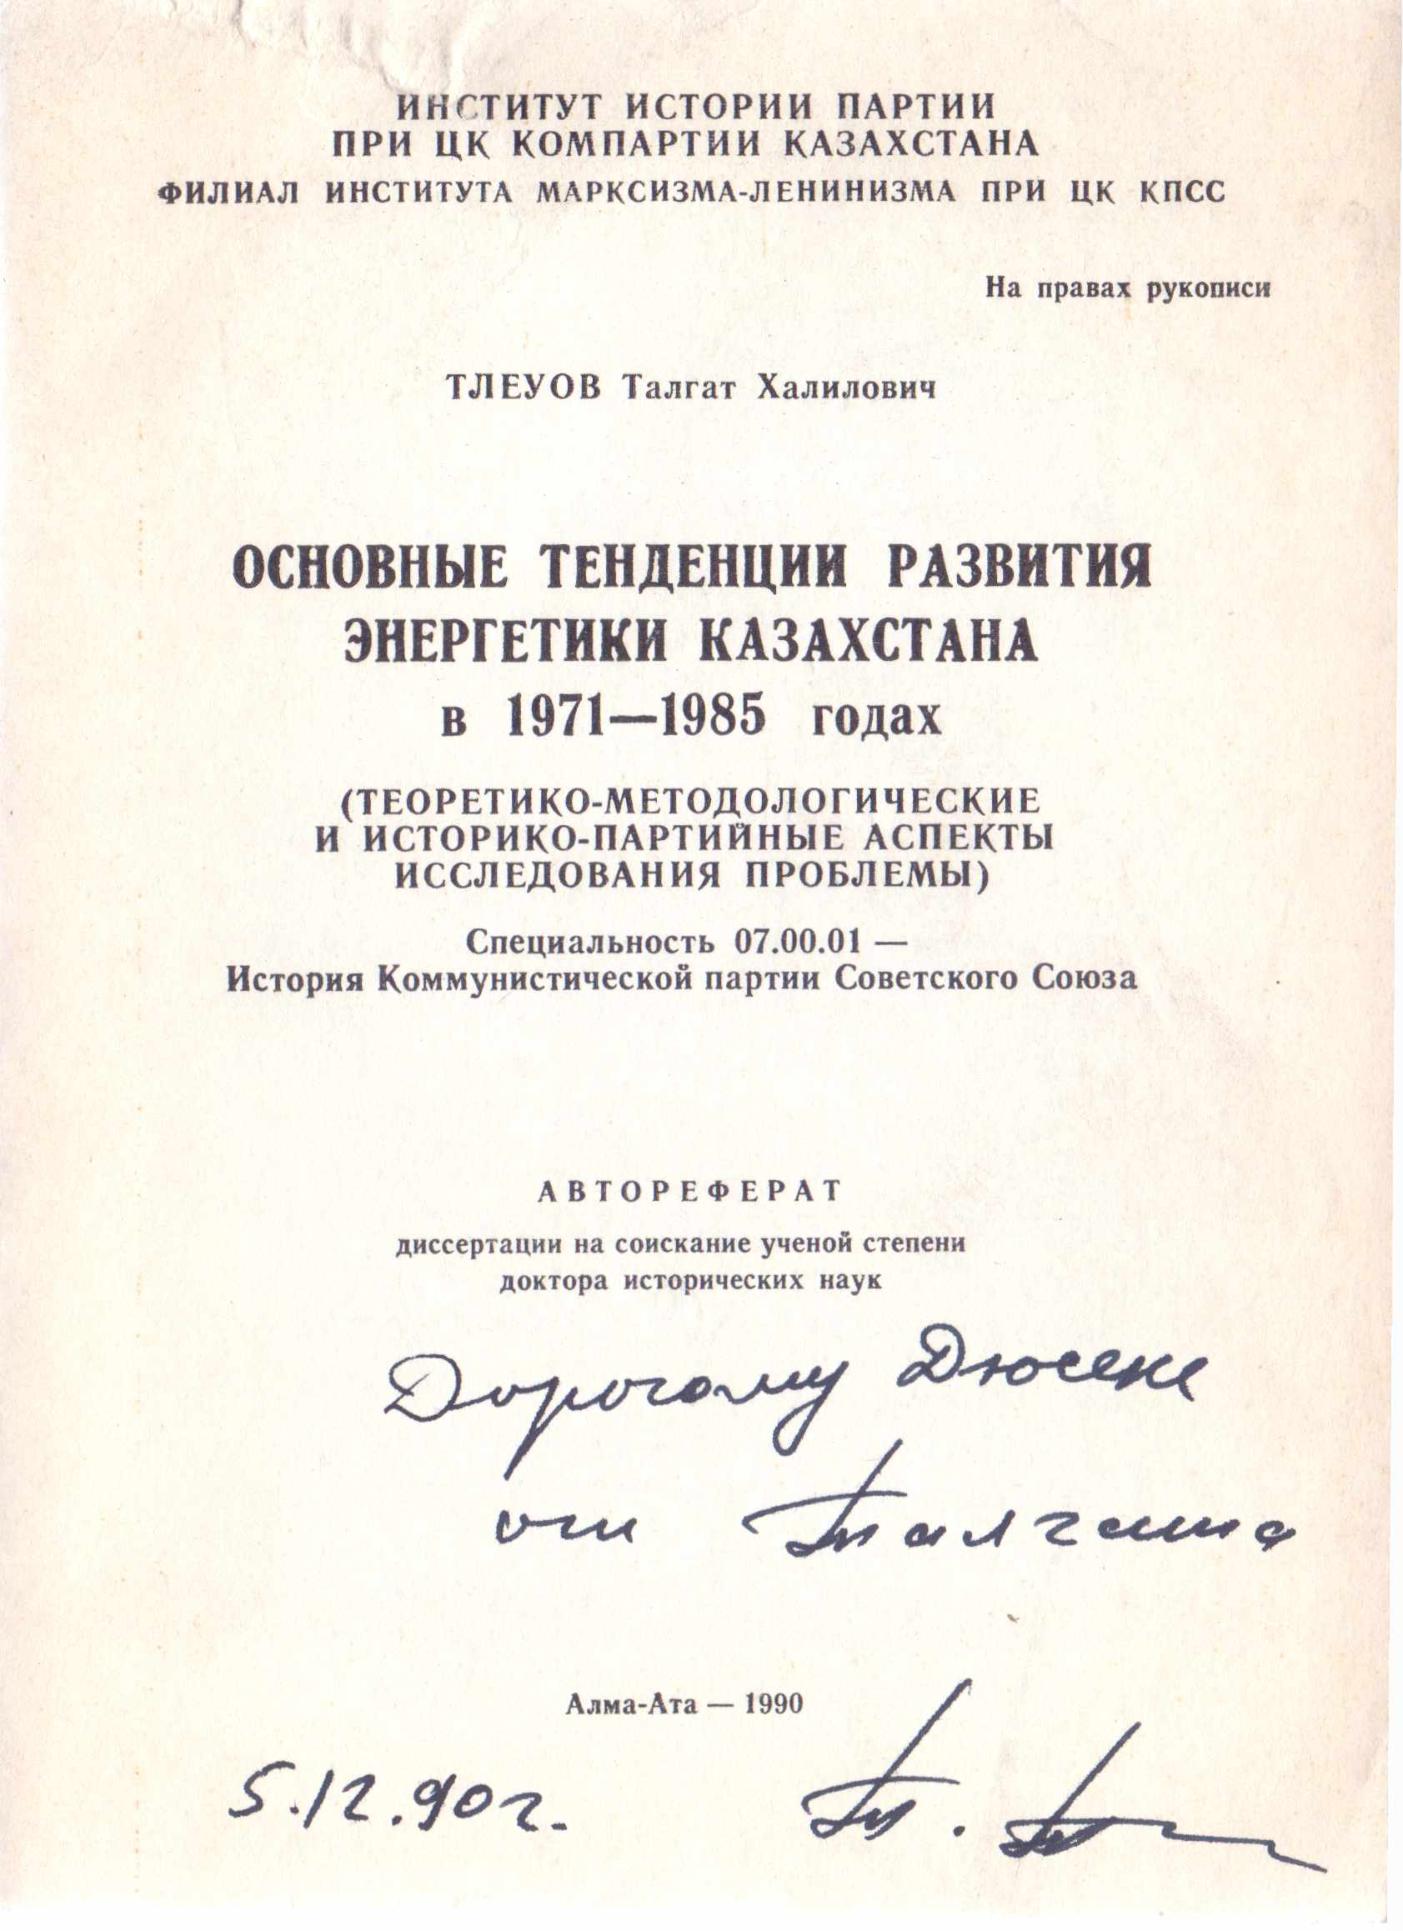 ИНСТИТУТ ИСТОРИИ ПАРТИИ
ПРИ ЦК КОМПАРТИИ КАЗАХСТАНА
ФИЛИАЛ ИНСТИТУТА МАРКСИЗМА-ЛЕНИНИЗМА ПРИ ЦК КПСС
На правах рукописи
ТЛЕУОВ Талгат Халилович
ОСНОВНЫЕ ТЕНДЕНЦИИ РАЗВИТИЯ
ЭНЕРГЕТИКИ КАЗАХСТАНА
в 1971—1985 годах
(ТЕОРЕТИКО-МЕТОДОЛОГИЧЕСКИЕ
И ИСТОРИКО-ПАРТИЙНЫЕ АСПЕКТЫ
ИССЛЕДОВАНИЯ ПРОБЛЕМЫ)
Специальность 07.00.01 —
История Коммунистической партии Советского Союза
АВТОРЕФЕРАТ
диссертации на соискание ученой степени
доктора исторических наук
Дорогому Дюсеке
от Талгата
Алма-Ата — 1990
5.12.90г.